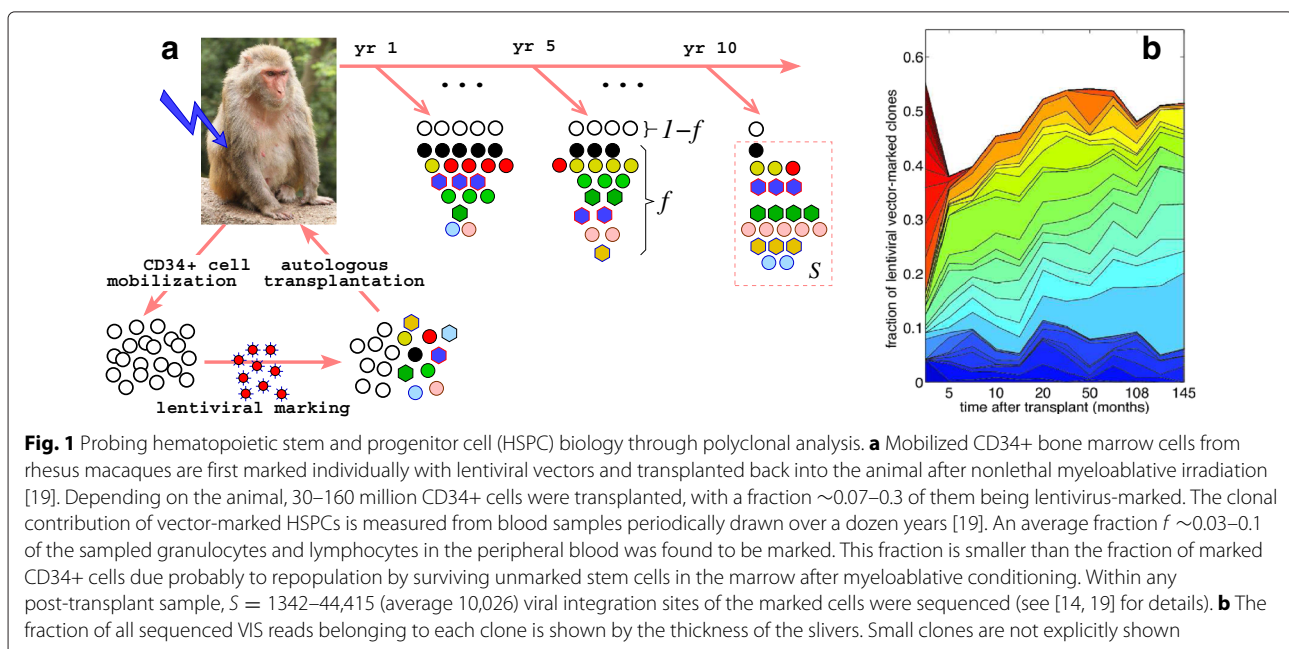 a
yr 1
yr 5
yr 10
...
...
1-f
f
S
CD34+ cell
mobilization
autologous
transplantation
lentiviral marking
b
fraction of lentiviral vector-marked clones
0.6
0.5
0.4
0.3
0.2
0.1
0
5 10 20 50 108 145
time after transplant (months)
Fig. 1 Probing hematopoietic stem and progenitor cell (HSPC) biology through polyclonal analysis. a Mobilized CD34+ bone marrow cells from
rhesus macaques are first marked individually with lentiviral vectors and transplanted back into the animal after nonlethal myeloablative irradiation
[19]. Depending on the animal, 30–160 million CD34+ cells were transplanted, with a fraction ∼0.07–0.3 of them being lentivirus-marked. The clonal
contribution of vector-marked HSPCs is measured from blood samples periodically drawn over a dozen years [19]. An average fraction f ∼0.03–0.1
of the sampled granulocytes and lymphocytes in the peripheral blood was found to be marked. This fraction is smaller than the fraction of marked
CD34+ cells due probably to repopulation by surviving unmarked stem cells in the marrow after myeloablative conditioning. Within any
post-transplant sample, S = 1342–44,415 (average 10,026) viral integration sites of the marked cells were sequenced (see [14, 19] for details). b The
fraction of all sequenced VIS reads belonging to each clone is shown by the thickness of the slivers. Small clones are not explicitly shown